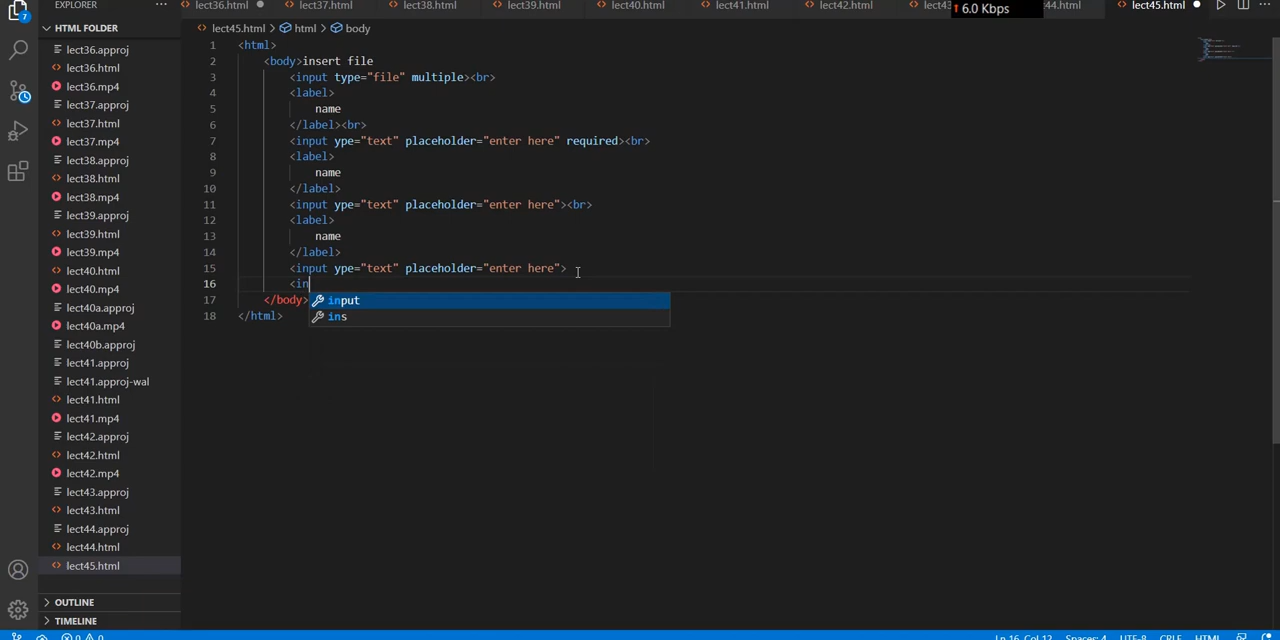 EXPLORER ···
lect36.html lect37.html lect38.html lect39.html lect40.html lect41.html lect42.html 6.0 Kbps lect45.html
7
HTML FOLDER
lect45.html > html > body
lect36.approj
lect36.html
lect36.mp4
lect37.approj
lect37.html
lect37.mp4
lect38.approj
lect38.html
lect38.mp4
lect39.approj
lect39.html
lect39.mp4
lect40.html
lect40.mp4
lect40a.approj
lect40a.mp4
lect40b.approj
lect41.approj
lect41.approj-wal
lect41.html
lect41.mp4
lect42.approj
lect42.html
lect42.mp4
lect43.approj
lect43.html
lect44.approj
lect44.html
lect45.html
OUTLINE
TIMELINE
1 <html>
2 <body>insert file
3 <input type="file" multiple><br>
4 <label>
5 name
6 </label><br>
7 <input ype="text" placeholder="enter here" required><br>
8 <label>
9 name
10 </label>
11 <input ype="text" placeholder="enter here"><br>
12 <label>
13 name
14 </label>
15 <input ype="text" placeholder="enter here">
16 <in
17 </body>
18 </html>
input
ins
0 0 Ln 16, Col 12 Spaces: 4 UTF-8 CRLF HTML